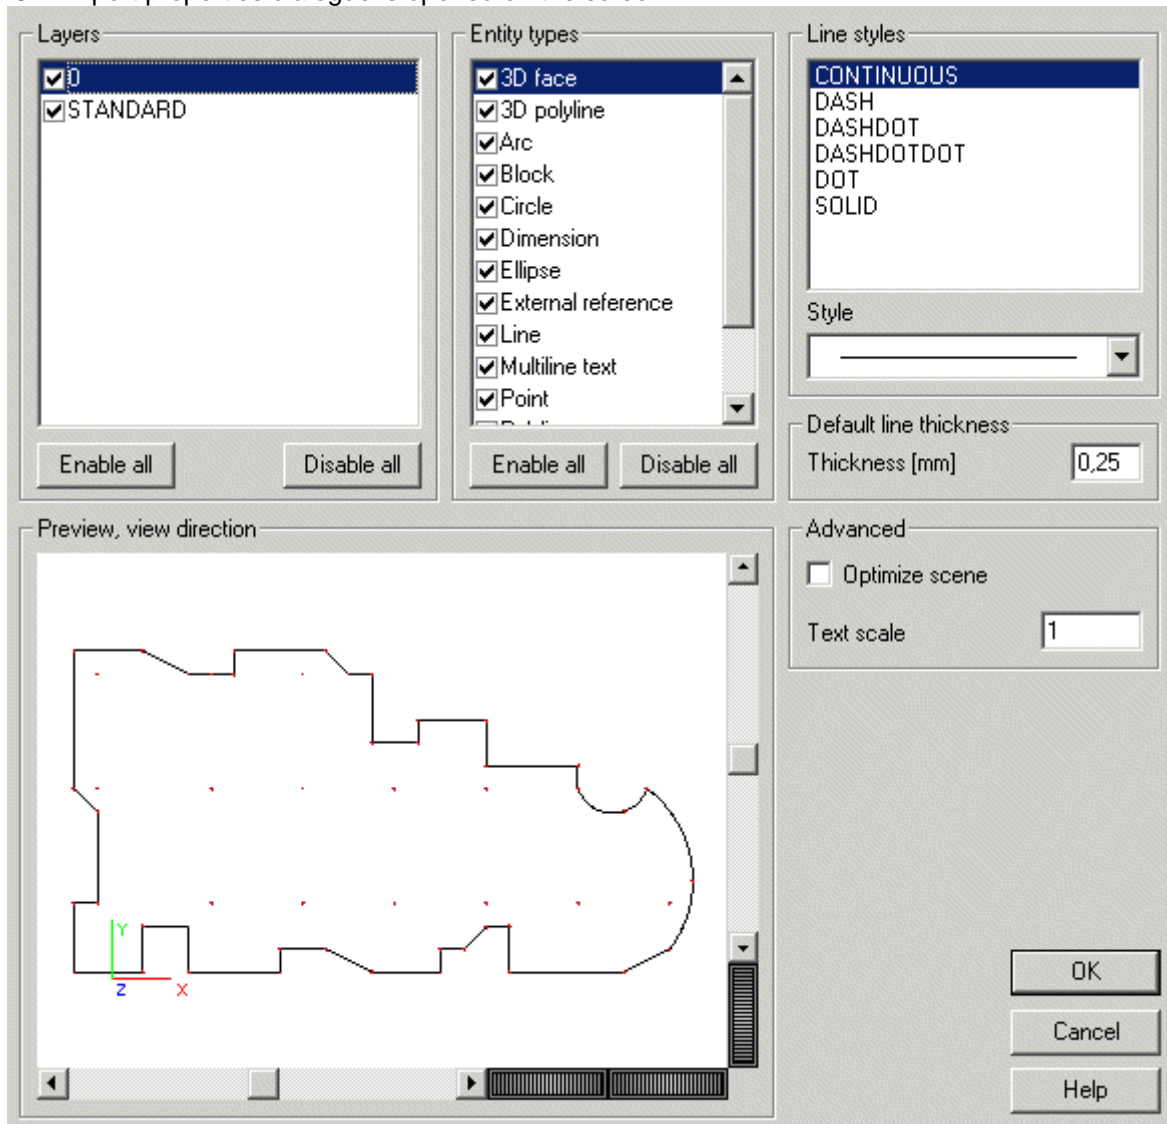 Layers
0
STANDARD
Enable all
Disable all
Entity types
3D face
3D polyline
Arc
Block
Circle
Dimension
Ellipse
External reference
Line
Multiline text
Point
Enable all
Disable all
Line styles
CONTINUOUS
DASH
DASHDOT
DASHDOTDOT
DOT
SOLID
Style
Default line thickness
Thickness [mm]
0,25
Preview, view direction
Y
Z
X
Advanced
Optimize scene
Text scale
1
OK
Cancel
Help